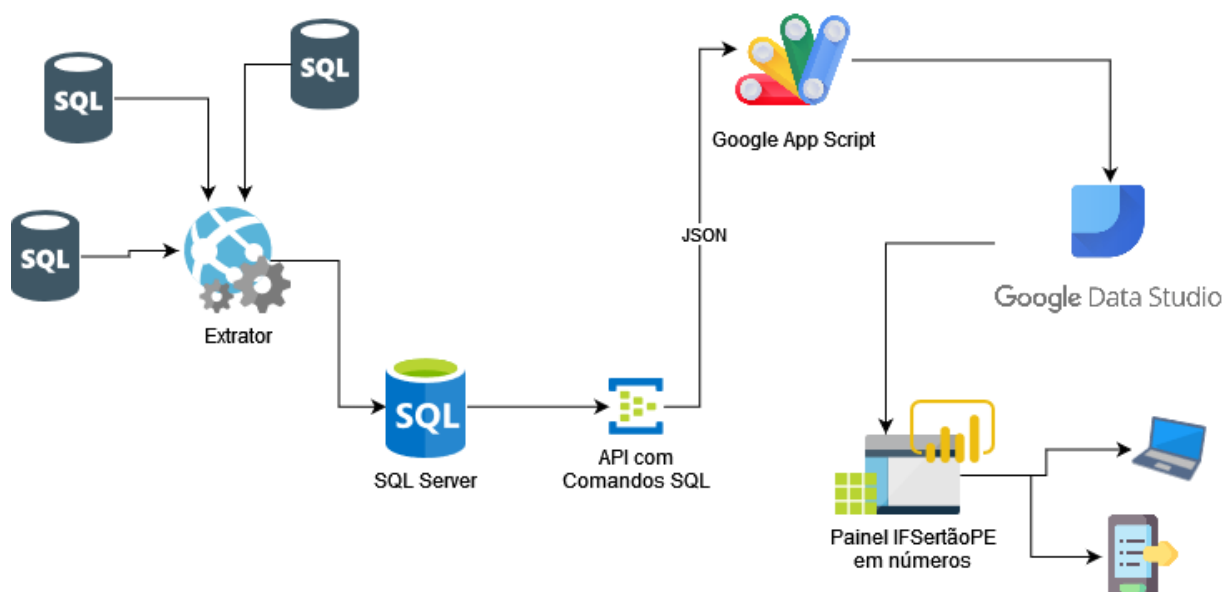 SQL
SQL
SQL
Extrator
SQL
SQL Server
API com
Comandos SQL
JSON
Google App Script
Google Data Studio
Painel IFSertãoPE
em números